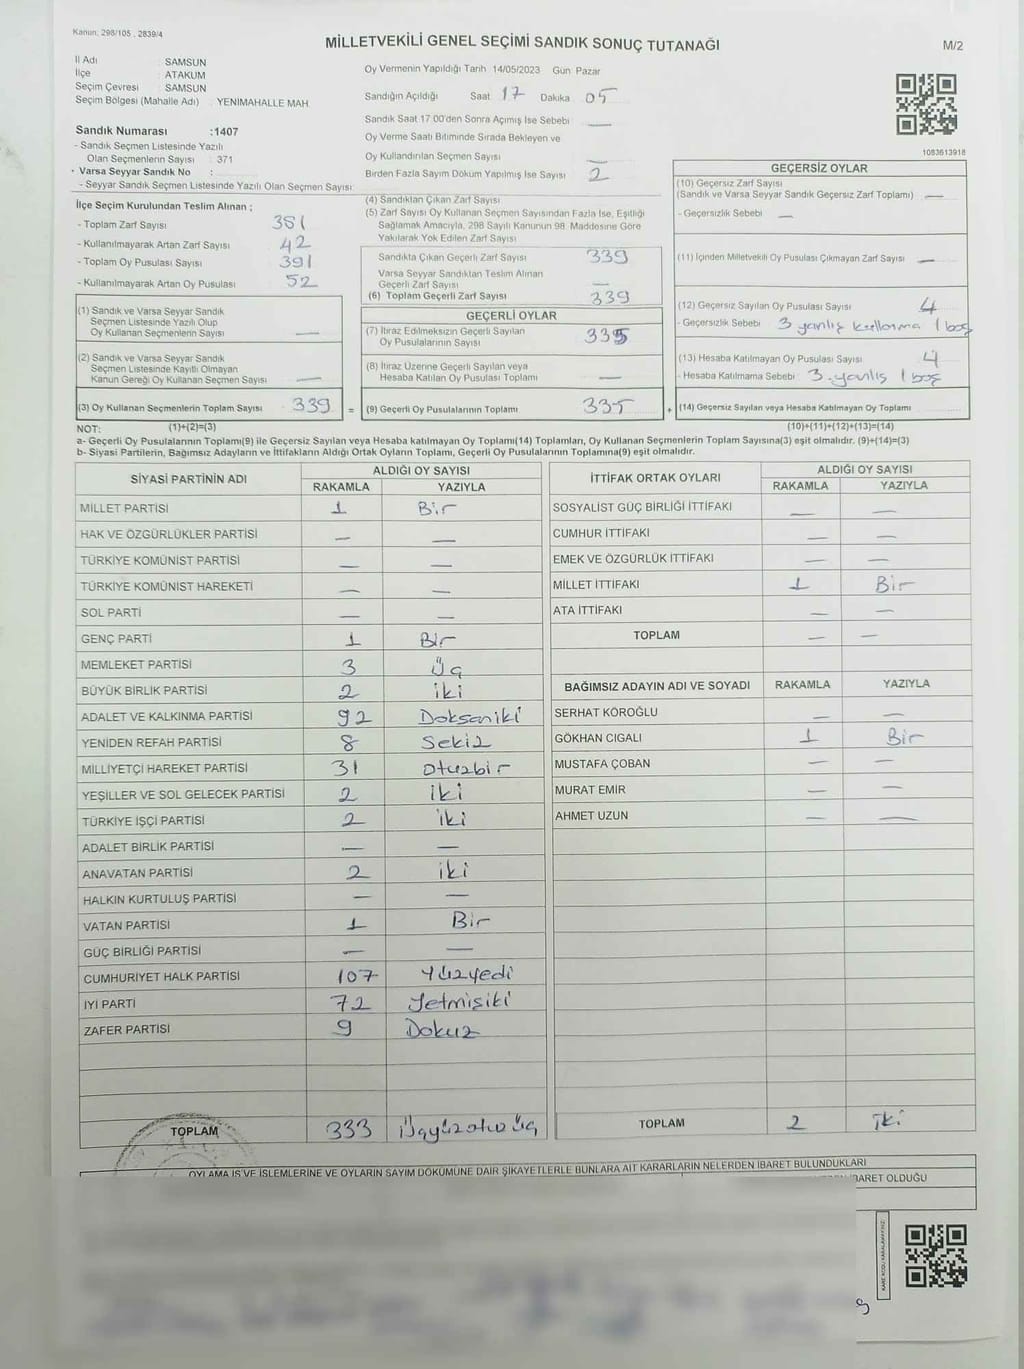 Kanun, 298/105 , 2839/4
MİLLETVEKİLİ GENEL SEÇİMİ SANDIK SONUÇ TUTANAĞI
M/2
İl Adı SAMSUN
İlçe ATAKUM
Seçim Çevresi SAMSUN
Seçim Bölgesi (Mahalle Adı) YENİMAHALLE MAH.
Sandık Numarası :1407
- Sandık Seçmen Listesinde Yazılı
Olan Seçmenlerin Sayısı : 371
- Varsa Seyyar Sandık No :
- Seyyar Sandık Seçmen Listesinde Yazılı Olan Seçmen Sayısı:
Oy Vermenin Yapıldığı Tarih 14/05/2023 Gün Pazar
Sandığın Açıldığı Saat 17 Dakika 05
Sandık Saat 17.00'den Sonra Açılmış İse Sebebi —
Oy Verme Saati Bitiminde Sırada Bekleyen ve
Oy Kullandırılan Seçmen Sayısı —
Birden Fazla Sayım Döküm Yapılmış İse Sayısı 2
1083613918
İlçe Seçim Kurulundan Teslim Alınan ;
- Toplam Zarf Sayısı 381
- Kullanılmayarak Artan Zarf Sayısı 42
- Toplam Oy Pusulası Sayısı 391
- Kullanılmayarak Artan Oy Pusulası 52
(1) Sandık ve Varsa Seyyar Sandık
Seçmen Listesinde Yazılı Olup
Oy Kullanan Seçmenlerin Sayısı —
(2) Sandık ve Varsa Seyyar Sandık
Seçmen Listesinde Kayıtlı Olmayan
Kanun Gereği Oy Kullanan Seçmen Sayısı —
(3) Oy Kullanan Seçmenlerin Toplam Sayısı 339 =
(1)+(2)=(3)
(4) Sandıktan Çıkan Zarf Sayısı
(5) Zarf Sayısı Oy Kullanan Seçmen Sayısından Fazla İse, Eşitliği
Sağlamak Amacıyla, 298 Sayılı Kanunun 98. Maddesine Göre
Yakılarak Yok Edilen Zarf Sayısı
Sandıkta Çıkan Geçerli Zarf Sayısı 339
Varsa Seyyar Sandıktan Teslim Alınan
Geçerli Zarf Sayısı —
(6) Toplam Geçerli Zarf Sayısı 339
GEÇERLİ OYLAR
(7) İtiraz Edilmeksizin Geçerli Sayılan
Oy Pusulalarının Sayısı 335
(8) İtiraz Üzerine Geçerli Sayılan veya
Hesaba Katılan Oy Pusulası Toplamı —
(9) Geçerli Oy Pusulalarının Toplamı 335 +
GEÇERSİZ OYLAR
(10) Geçersiz Zarf Sayısı
(Sandık ve Varsa Seyyar Sandık Geçersiz Zarf Toplamı) —
- Geçersizlik Sebebi —
(11) İçinden Milletvekili Oy Pusulası Çıkmayan Zarf Sayısı —
(12) Geçersiz Sayılan Oy Pusulası Sayısı 4
- Geçersizlik Sebebi 3 yanlış kullanma 1 boş
(13) Hesaba Katılmayan Oy Pusulası Sayısı 4
- Hesaba Katılmama Sebebi 3.yanlış 1 boş
(14) Geçersiz Sayılan veya Hesaba Katılmayan Oy Toplamı
(10)+(11)+(12)+(13)=(14)
NOT:
a- Geçerli Oy Pusulalarının Toplamı(9) ile Geçersiz Sayılan veya Hesaba katılmayan Oy Toplamı(14) Toplamları, Oy Kullanan Seçmenlerin Toplam Sayısına(3) eşit olmalıdır. (9)+(14)=(3)
b- Siyasi Partilerin, Bağımsız Adayların ve İttifakların Aldığı Ortak Oyların Toplamı, Geçerli Oy Pusulalarının Toplamına(9) eşit olmalıdır.
SİYASİ PARTİNİN ADI ALDIĞI OY SAYISI
RAKAMLA YAZIYLA
MİLLET PARTİSİ 1 Bir
HAK VE ÖZGÜRLÜKLER PARTİSİ — —
TÜRKİYE KOMÜNİST PARTİSİ — —
TÜRKİYE KOMÜNİST HAREKETİ — —
SOL PARTİ — —
GENÇ PARTİ 1 Bir
MEMLEKET PARTİSİ 3 Üç
BÜYÜK BİRLİK PARTİSİ 2 iki
ADALET VE KALKINMA PARTİSİ 92 Doksaniki
YENİDEN REFAH PARTİSİ 8 Sekiz
MİLLİYETÇİ HAREKET PARTİSİ 31 Otuzbir
YEŞİLLER VE SOL GELECEK PARTİSİ 2 iki
TÜRKİYE İŞÇİ PARTİSİ 2 iki
ADALET BİRLİK PARTİSİ — —
ANAVATAN PARTİSİ 2 iki
HALKIN KURTULUŞ PARTİSİ — —
VATAN PARTİSİ 1 Bir
GÜÇ BİRLİĞİ PARTİSİ — —
CUMHURİYET HALK PARTİSİ 107 Yüzyedi
İYİ PARTİ 72 Yetmişiki
ZAFER PARTİSİ 9 Dokuz
TOPLAM 333 Üçyüzotuzüç
İTTİFAK ORTAK OYLARI ALDIĞI OY SAYISI
RAKAMLA YAZIYLA
SOSYALİST GÜÇ BİRLİĞİ İTTİFAKI — —
CUMHUR İTTİFAKI — —
EMEK VE ÖZGÜRLÜK İTTİFAKI — —
MİLLET İTTİFAKI 1 Bir
ATA İTTİFAKI — —
TOPLAM — —
BAĞIMSIZ ADAYIN ADI VE SOYADI RAKAMLA YAZIYLA
SERHAT KÖROĞLU — —
GÖKHAN CIGALI 1 Bir
MUSTAFA ÇOBAN — —
MURAT EMİR — —
AHMET UZUN — —
TOPLAM 2 iki
OYLAMA İŞ VE İŞLEMLERİNE VE OYLARIN SAYIM DÖKÜMÜNE DAİR ŞİKAYETLERLE BUNLARA AİT KARARLARIN NELERDEN İBARET BULUNDUKLARI
BARET OLDUĞU